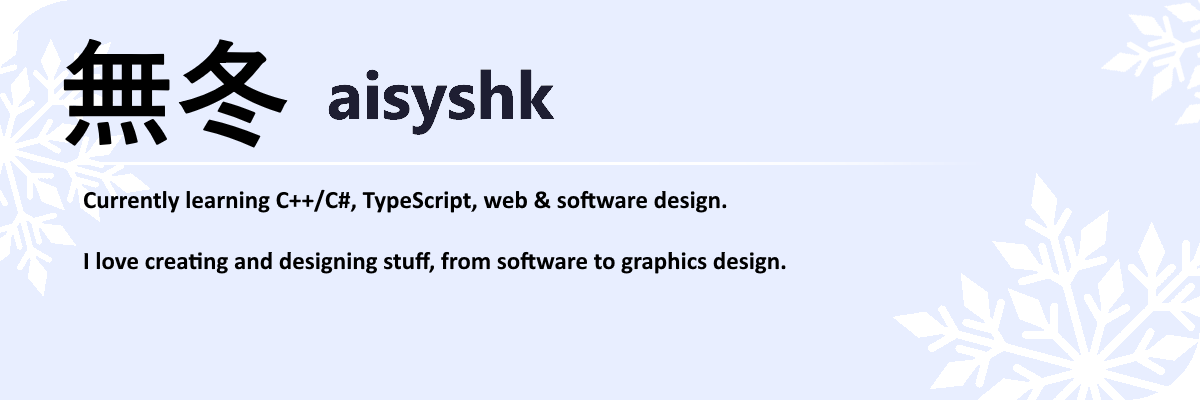 無冬 aisyshk
Currently learning C++/C#, TypeScript, web & software design.
I love creating and designing stuff, from software to graphics design.